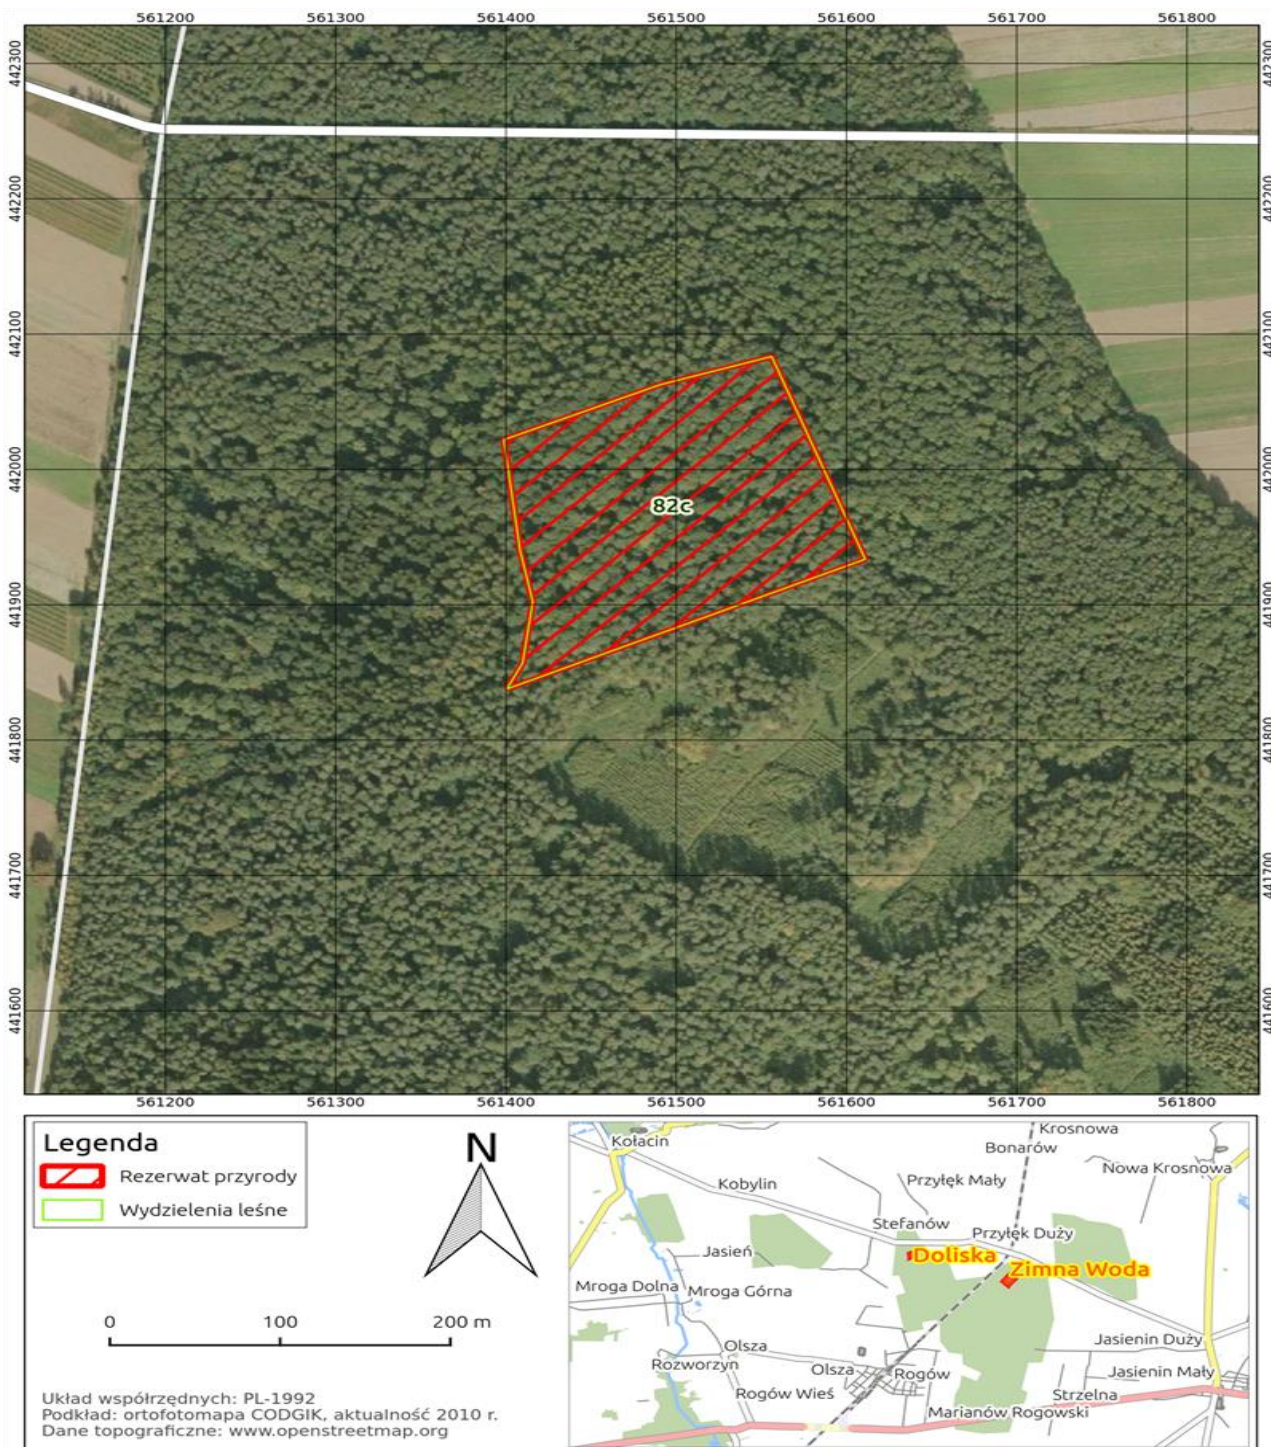 561200 561300 561400 561500 561600 561700 561800
442300 442300
442200 442200
442100 442100
442000 442000
82c
441900 441900
441800 441800
441700 441700
441600 441600
561200 561300 561400 561500 561600 561700 561800
Legenda
Rezerwat przyrody
Wydzielenia leśne
N
0 100 200 m
Układ współrzędnych: PL-1992
Podkład: ortofotomapa CODGIK, aktualność 2010 r.
Dane topograficzne: www.openstreetmap.org
Krosnowa
Kołacin
Bonarów
Nowa Krosnowa
Przyłęk Mały
Kobylin
Stefanów
Przyłęk Duży
Jasień
Doliska
Zimna Woda
Mroga Dolna
Mroga Górna
Jasienin Duży
Olsza
Rozworzyn
Olsza
Rogów
Jasienin Mały
Rogów Wieś
Strzelna
Marianów Rogowski